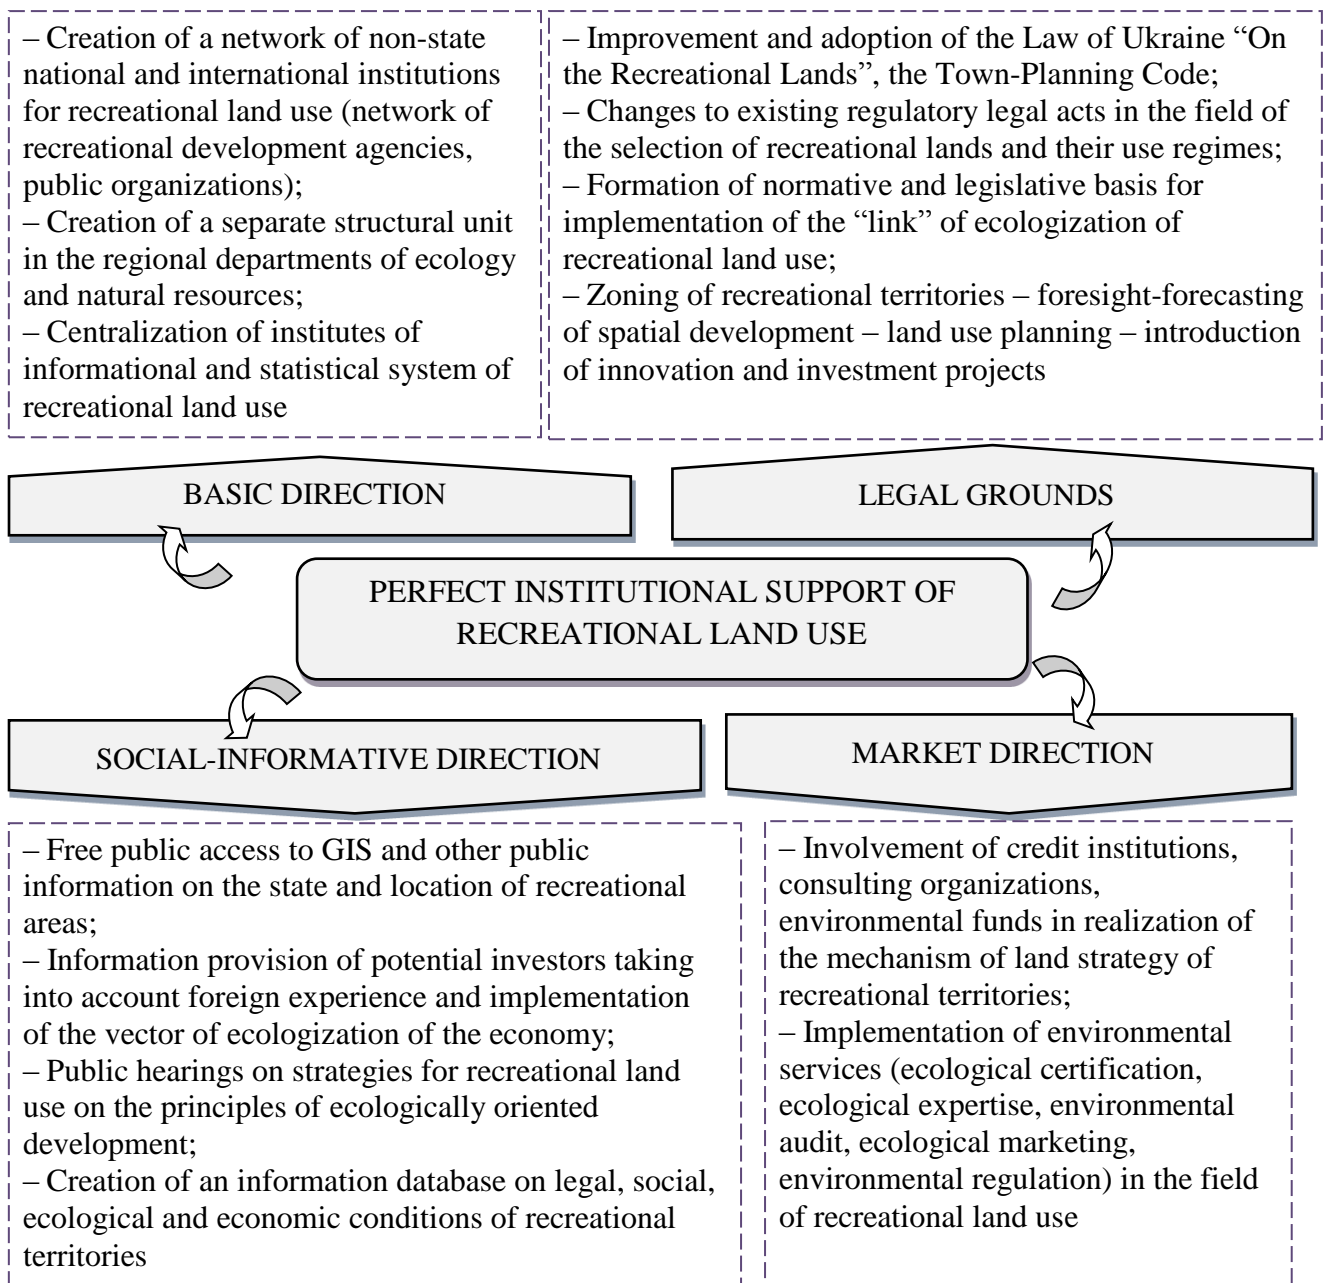 – Creation of a network of non-state
national and international institutions
for recreational land use (network of
recreational development agencies,
public organizations);
– Creation of a separate structural unit
in the regional departments of ecology
and natural resources;
– Centralization of institutes of
informational and statistical system of
recreational land use
– Improvement and adoption of the Law of Ukraine “On
the Recreational Lands”, the Town-Planning Code;
– Changes to existing regulatory legal acts in the field of
the selection of recreational lands and their use regimes;
– Formation of normative and legislative basis for
implementation of the “link” of ecologization of
recreational land use;
– Zoning of recreational territories – foresight-forecasting
of spatial development – land use planning – introduction
of innovation and investment projects
BASIC DIRECTION
LEGAL GROUNDS
PERFECT INSTITUTIONAL SUPPORT OF
RECREATIONAL LAND USE
SOCIAL-INFORMATIVE DIRECTION
MARKET DIRECTION
– Free public access to GIS and other public
information on the state and location of recreational
areas;
– Information provision of potential investors taking
into account foreign experience and implementation
of the vector of ecologization of the economy;
– Public hearings on strategies for recreational land
use on the principles of ecologically oriented
development;
– Creation of an information database on legal, social,
ecological and economic conditions of recreational
territories
– Involvement of credit institutions,
consulting organizations,
environmental funds in realization of
the mechanism of land strategy of
recreational territories;
– Implementation of environmental
services (ecological certification,
ecological expertise, environmental
audit, ecological marketing,
environmental regulation) in the field
of recreational land use